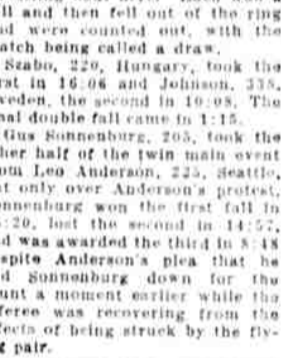 ll and then fell out of the ring
d were counted out, with the
atch being called a draw.
Szabo, 220, Hungary, took the
rst in 16:06 and Johnson, 338,
weden, the second in 10:08. The
nal double fall came in 1:15.
Gus Sonnenburg, 205, took the
her half of the twin main event
om Leo Anderson, 225, Seattle,
t only over Anderson's protest.
nnenburg won the first fall in
:20, lost the second in 14:57,
d was awarded the third in 8:48
spite Anderson's plea that he
d Sonnenburg down for the
unt a moment earlier while the
feree was recovering from the
fects of being struck by the fly-
g pair.